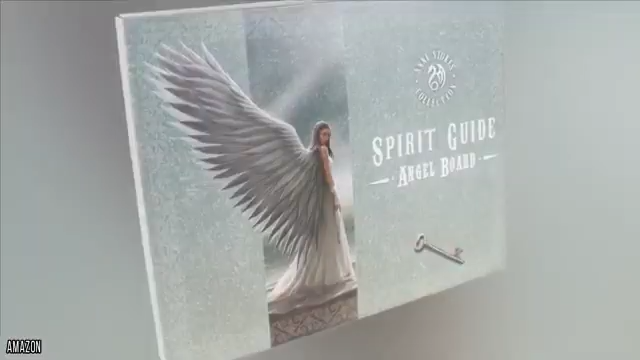 ANNE STOKES
COLLECTION
SPIRIT GUIDE
ANGEL BOARD
AMAZON